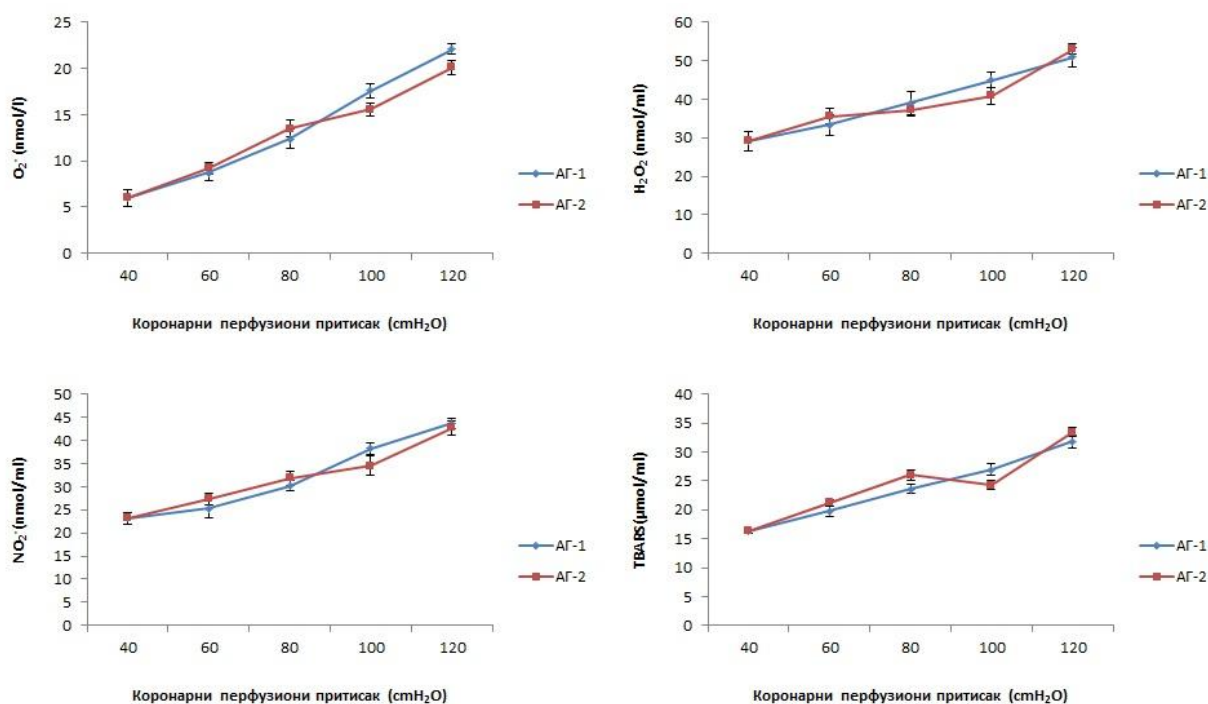 O₂⁻ (nmol/l)
25
20
15
10
5
0
40 60 80 100 120
Коронарни перфузиони притисак (cmH₂O)
АГ-1
АГ-2
H₂O₂ (nmol/ml)
60
50
40
30
20
10
0
40 60 80 100 120
Коронарни перфузиони притисак (cmH₂O)
АГ-1
АГ-2
NO₂⁻(nmol/ml)
50
45
40
35
30
25
20
15
10
5
0
40 60 80 100 120
Коронарни перфузиони притисак (cmH₂O)
АГ-1
АГ-2
TBARS(μmol/ml)
40
35
30
25
20
15
10
5
0
40 60 80 100 120
Коронарни перфузиони притисак (cmH₂O)
АГ-1
АГ-2